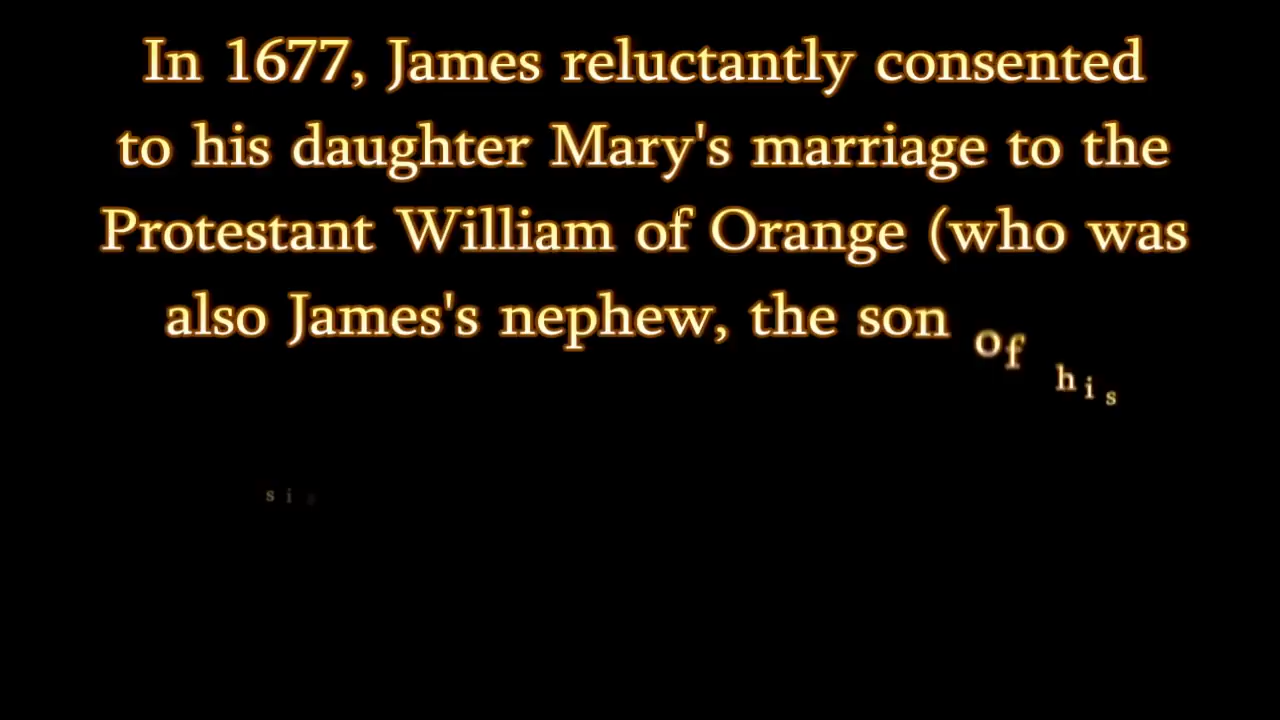 In 1677, James reluctantly consented
to his daughter Mary's marriage to the
Protestant William of Orange (who was
also James's nephew, the son of his